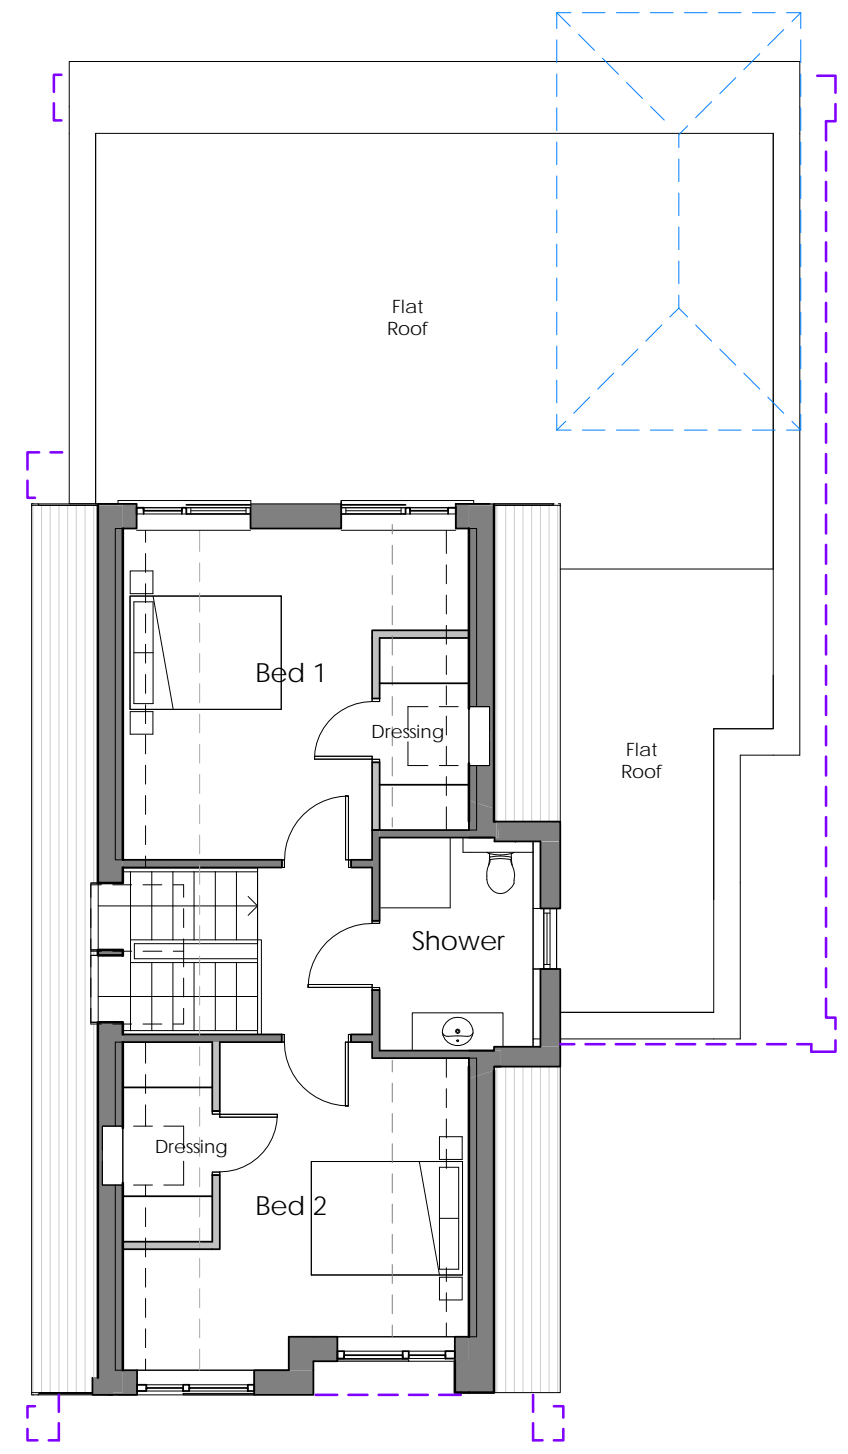 Flat
Roof
Bed 1
Dressing
Flat
Roof
Shower
Dressing
Bed 2